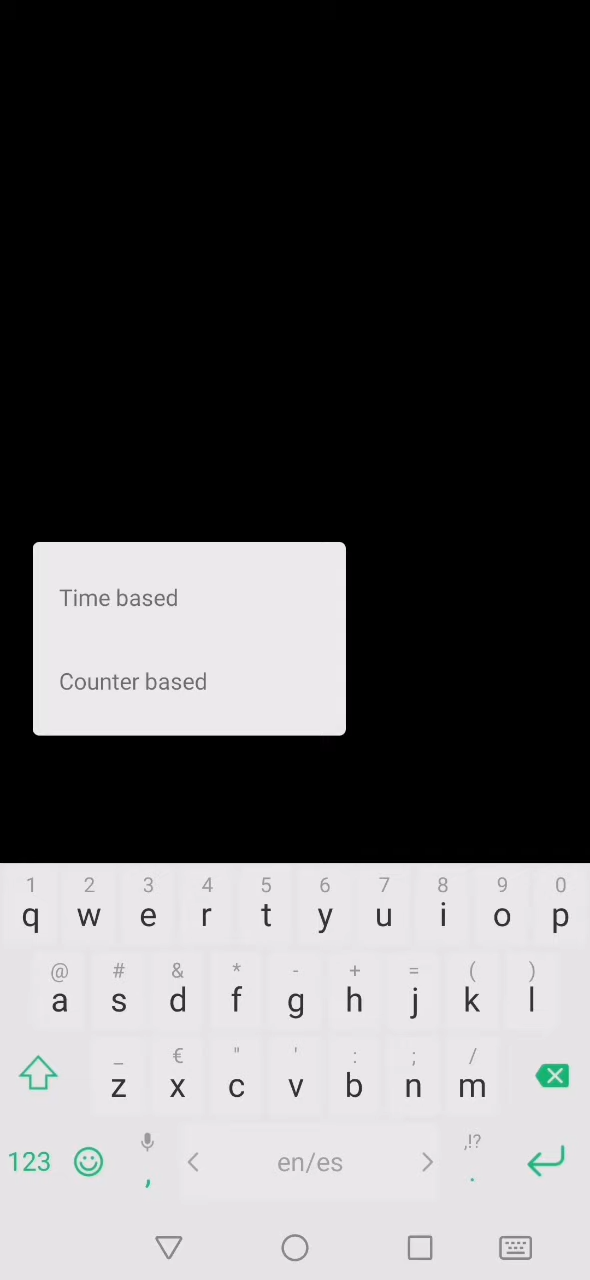 Time based
Counter based
1 2 3 4 5 6 7 8 9 0
q w e r t y u i o p
@ # & * - + = ( )
a s d f g h j k l
_ € " ' : ; /
z x c v b n m
,!?
123 , en/es .